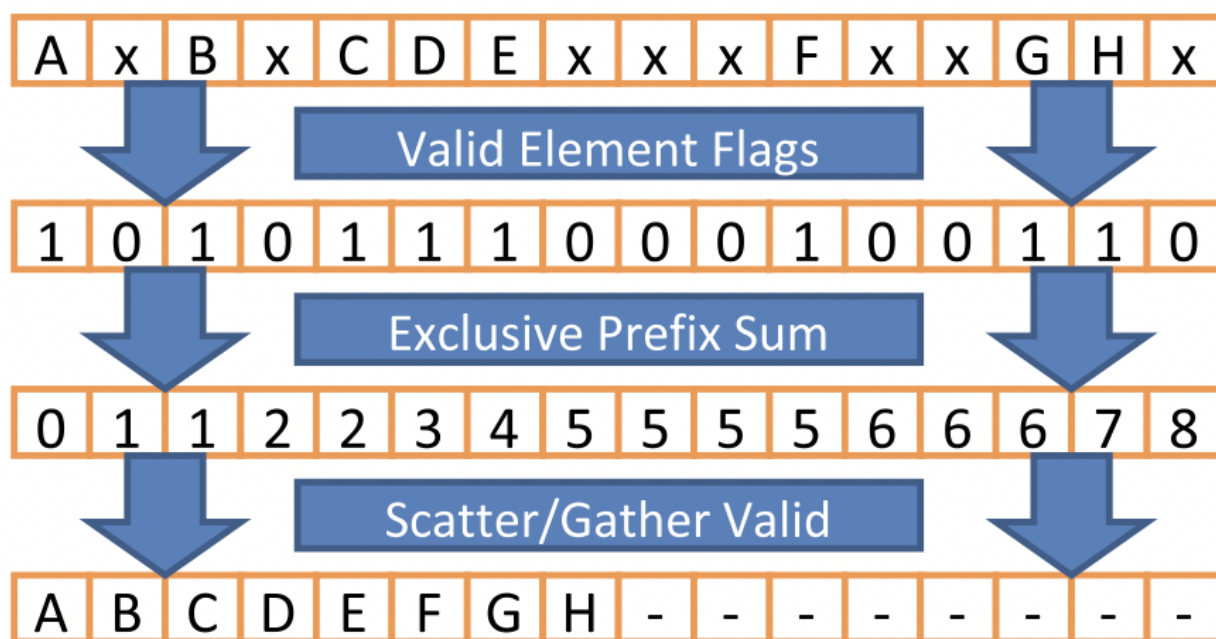 A x B x C D E x x x F x x G H x
Valid Element Flags
1 0 1 0 1 1 1 0 0 0 1 0 0 1 1 0
Exclusive Prefix Sum
0 1 1 2 2 3 4 5 5 5 5 6 6 6 7 8
Scatter/Gather Valid
A B C D E F G H - - - - - - - -